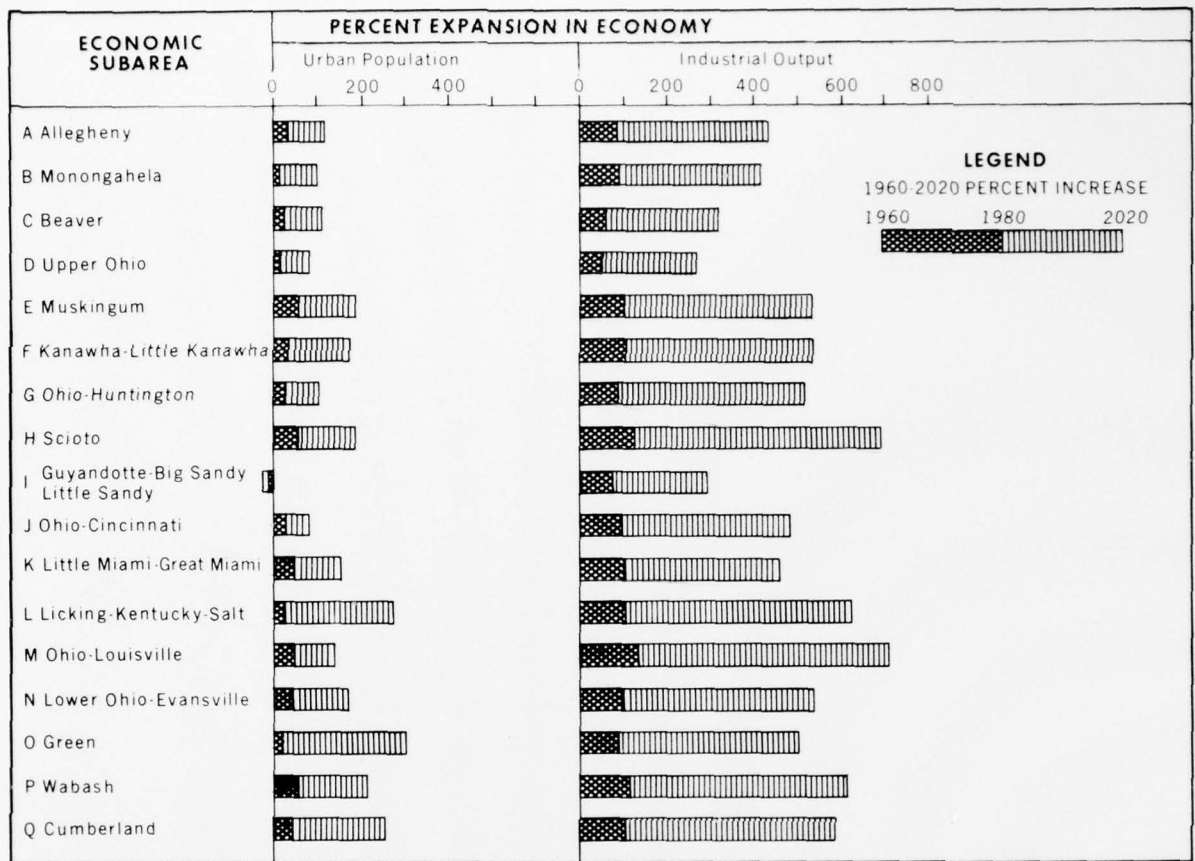 PERCENT EXPANSION IN ECONOMY
ECONOMIC
SUBAREA
Urban Population
Industrial Output
0 200 400
0 200 400 600 800
A Allegheny
B Monongahela
C Beaver
D Upper Ohio
E Muskingum
F Kanawha-Little Kanawha
G Ohio-Huntington
H Scioto
I Guyandotte-Big Sandy
Little Sandy
J Ohio-Cincinnati
K Little Miami-Great Miami
L Licking-Kentucky-Salt
M Ohio-Louisville
N Lower Ohio-Evansville
O Green
P Wabash
Q Cumberland
LEGEND
1960-2020 PERCENT INCREASE
1960 1980 2020